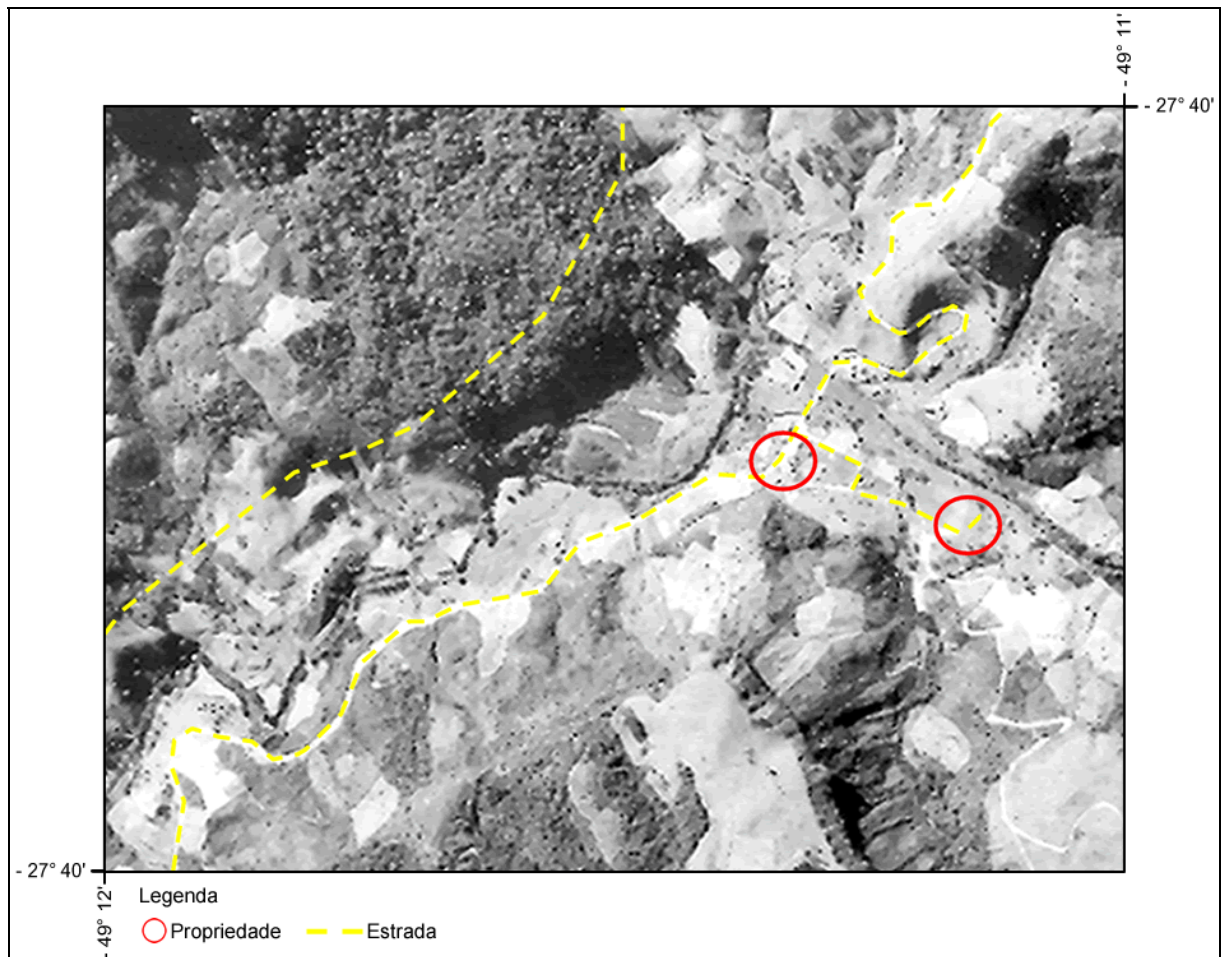 - 49° 11'
- 27° 40'
- 27° 40'
- 49° 12'
Legenda
Propriedade
Estrada